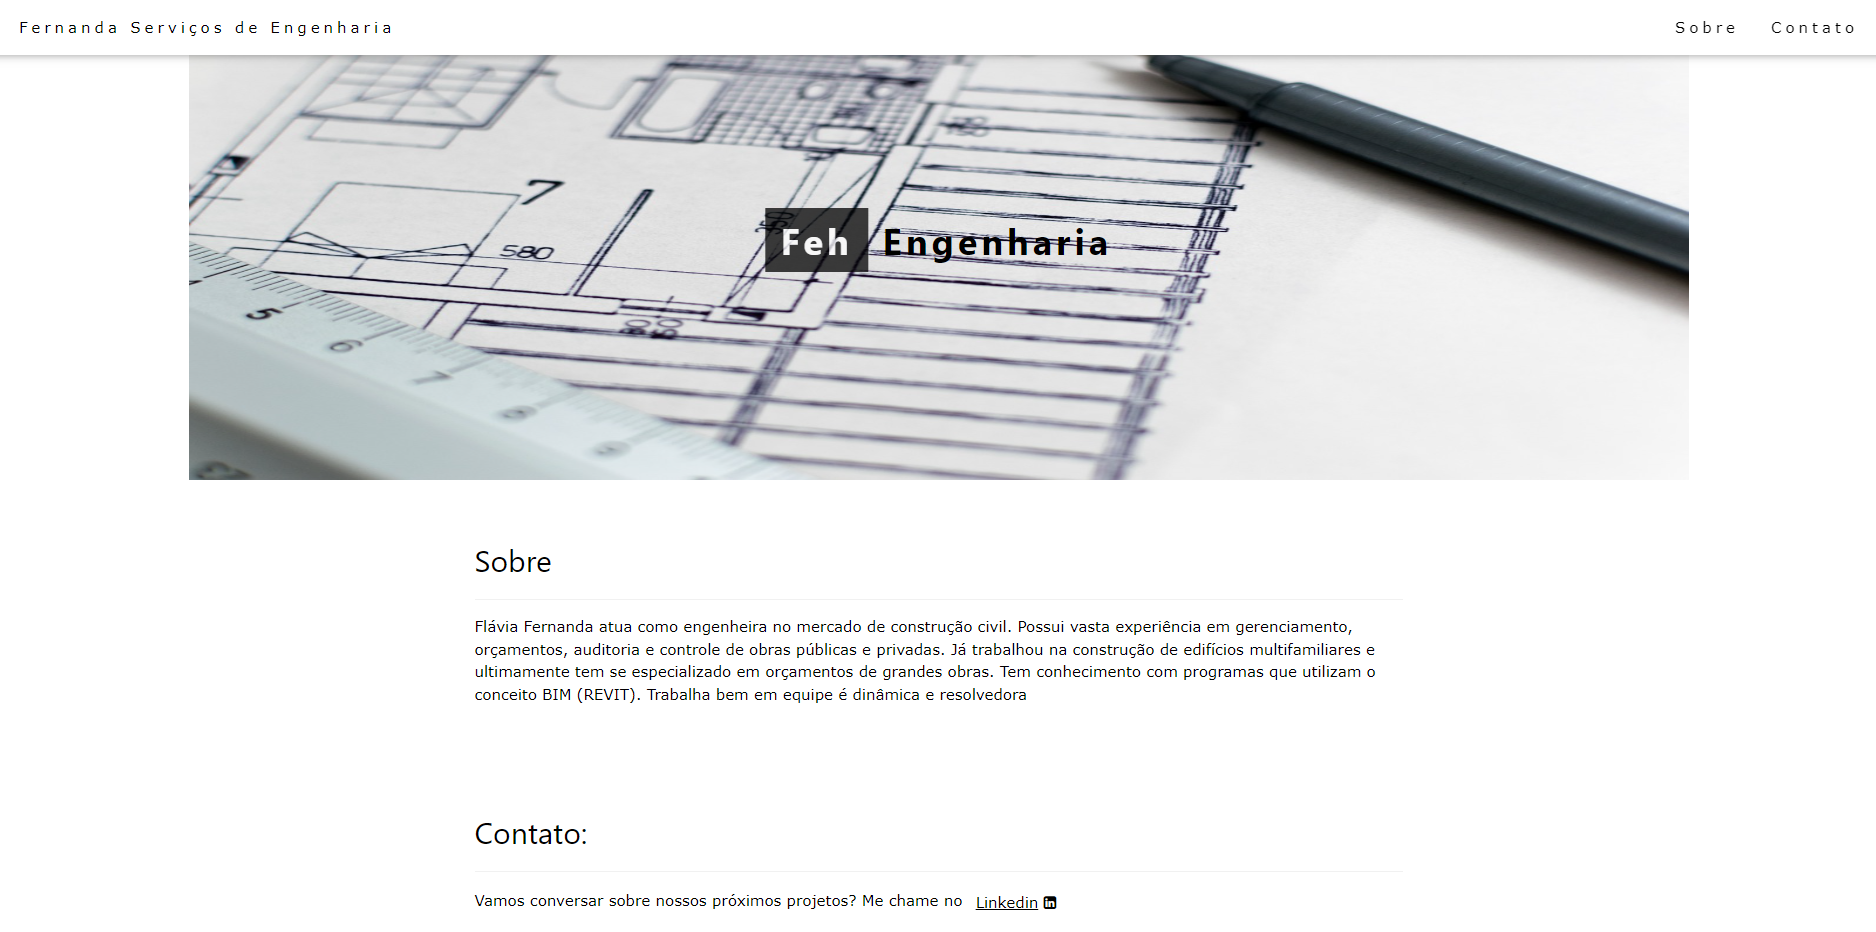 Fernanda Serviços de Engenharia
Sobre Contato
7
580
Feh Engenharia
5
6
7
8
9
Sobre
Flávia Fernanda atua como engenheira no mercado de construção civil. Possui vasta experiência em gerenciamento,
orçamentos, auditoria e controle de obras públicas e privadas. Já trabalhou na construção de edifícios multifamiliares e
ultimamente tem se especializado em orçamentos de grandes obras. Tem conhecimento com programas que utilizam o
conceito BIM (REVIT). Trabalha bem em equipe é dinâmica e resolvedora
Contato:
Vamos conversar sobre nossos próximos projetos? Me chame no Linkedin in